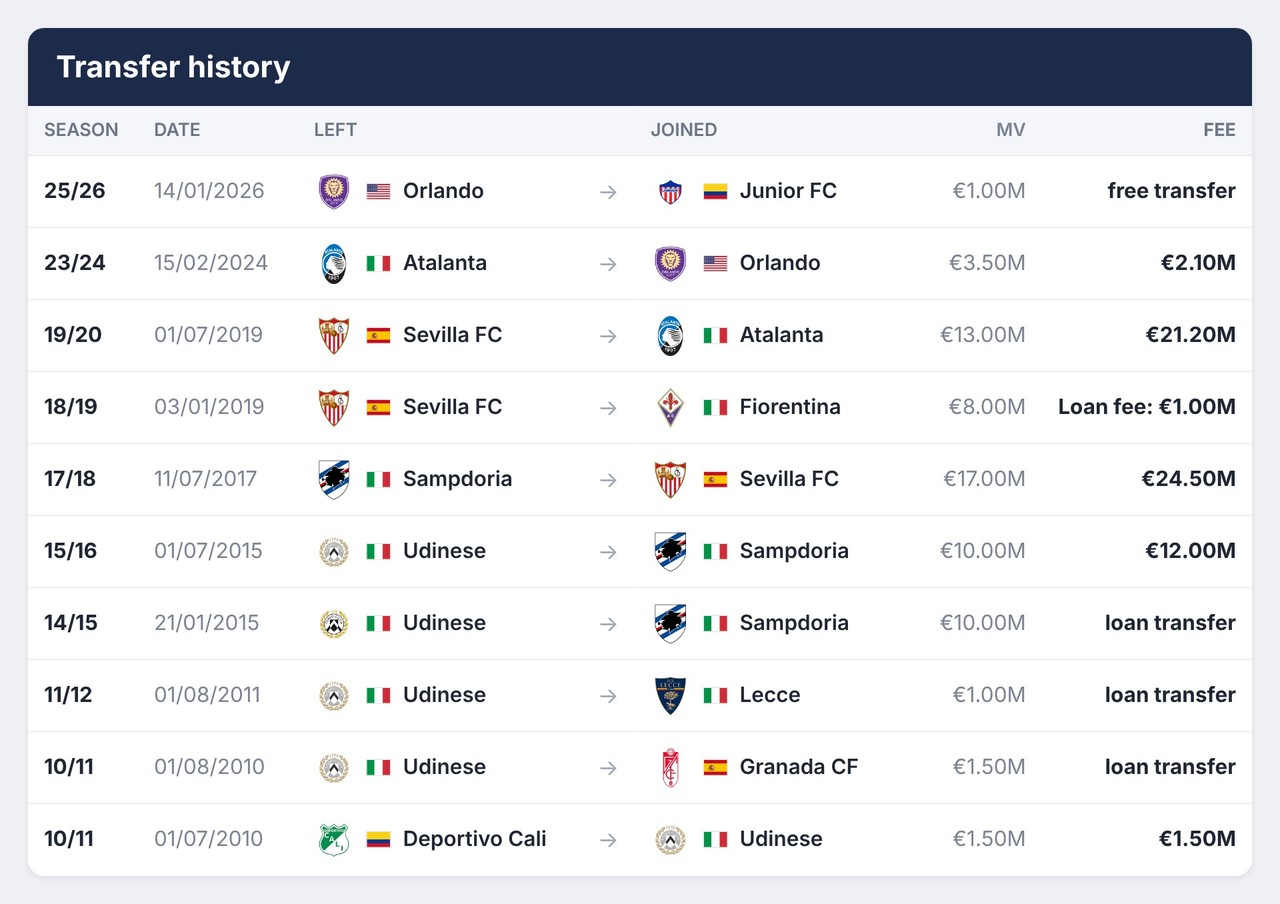 Transfer history
SEASON DATE LEFT JOINED MV FEE
25/26 14/01/2026 Orlando → Junior FC €1.00M free transfer
23/24 15/02/2024 Atalanta → Orlando €3.50M €2.10M
19/20 01/07/2019 Sevilla FC → Atalanta €13.00M €21.20M
18/19 03/01/2019 Sevilla FC → Fiorentina €8.00M Loan fee: €1.00M
17/18 11/07/2017 Sampdoria → Sevilla FC €17.00M €24.50M
15/16 01/07/2015 Udinese → Sampdoria €10.00M €12.00M
14/15 21/01/2015 Udinese → Sampdoria €10.00M loan transfer
11/12 01/08/2011 Udinese → Lecce €1.00M loan transfer
10/11 01/08/2010 Udinese → Granada CF €1.50M loan transfer
10/11 01/07/2010 Deportivo Cali → Udinese €1.50M €1.50M